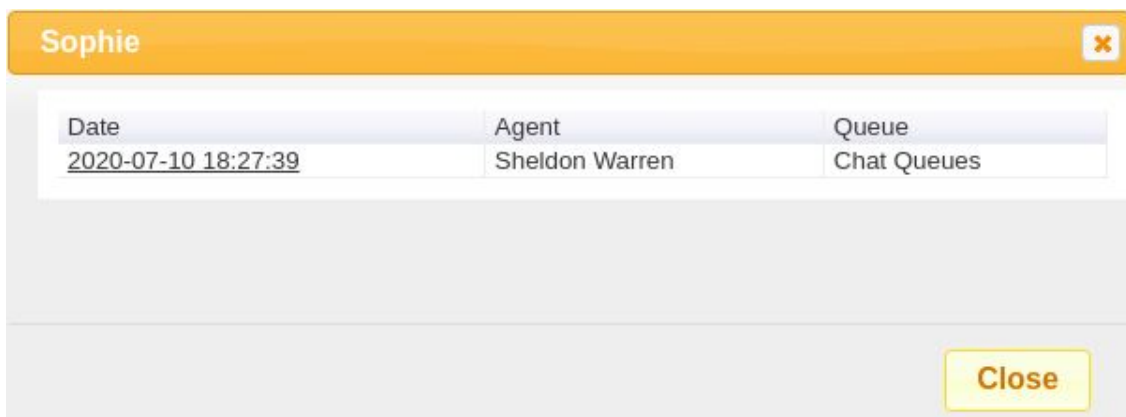 Sophie
Date Agent Queue
2020-07-10 18:27:39 Sheldon Warren Chat Queues
Close